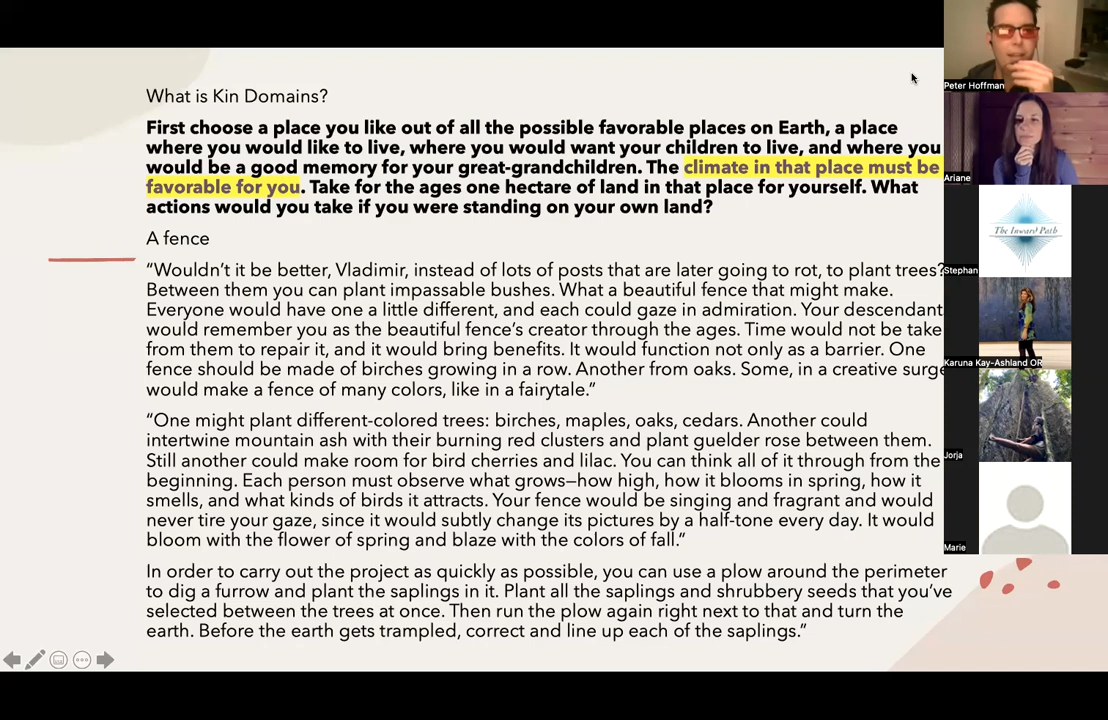 What is Kin Domains?
First choose a place you like out of all the possible favorable places on Earth, a place
where you would like to live, where you would want your children to live, and where you
would be a good memory for your great-grandchildren. The climate in that place must be
favorable for you. Take for the ages one hectare of land in that place for yourself. What
actions would you take if you were standing on your own land?
A fence
“Wouldn’t it be better, Vladimir, instead of lots of posts that are later going to rot, to plant trees?
Between them you can plant impassable bushes. What a beautiful fence that might make.
Everyone would have one a little different, and each could gaze in admiration. Your descendant
would remember you as the beautiful fence’s creator through the ages. Time would not be take
from them to repair it, and it would bring benefits. It would function not only as a barrier. One
fence should be made of birches growing in a row. Another from oaks. Some, in a creative surge
would make a fence of many colors, like in a fairytale.”
“One might plant different-colored trees: birches, maples, oaks, cedars. Another could
intertwine mountain ash with their burning red clusters and plant guelder rose between them.
Still another could make room for bird cherries and lilac. You can think all of it through from the
beginning. Each person must observe what grows—how high, how it blooms in spring, how it
smells, and what kinds of birds it attracts. Your fence would be singing and fragrant and would
never tire your gaze, since it would subtly change its pictures by a half-tone every day. It would
bloom with the flower of spring and blaze with the colors of fall.”
In order to carry out the project as quickly as possible, you can use a plow around the perimeter
to dig a furrow and plant the saplings in it. Plant all the saplings and shrubbery seeds that you’ve
selected between the trees at once. Then run the plow again right next to that and turn the
earth. Before the earth gets trampled, correct and line up each of the saplings.”
Peter Hoffman
Ariane
The Inward Path
Stephan
Karuna Kay-Ashland OR
Jorja
Marie